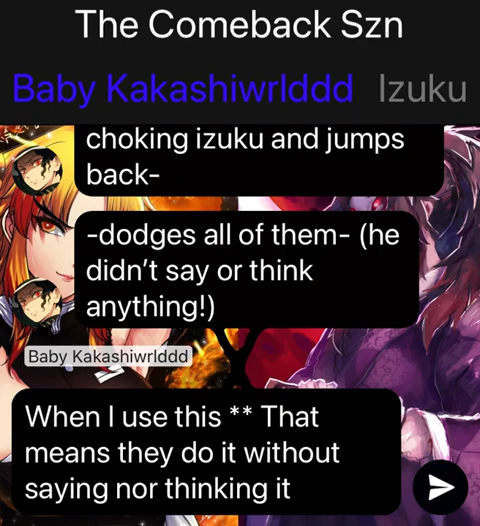 The Comeback Szn
Baby Kakashiwrlddd Izuku
choking izuku and jumps
back-
-dodges all of them- (he
didn’t say or think
anything!)
Baby Kakashiwrlddd
When I use this ** That
means they do it without
saying nor thinking it